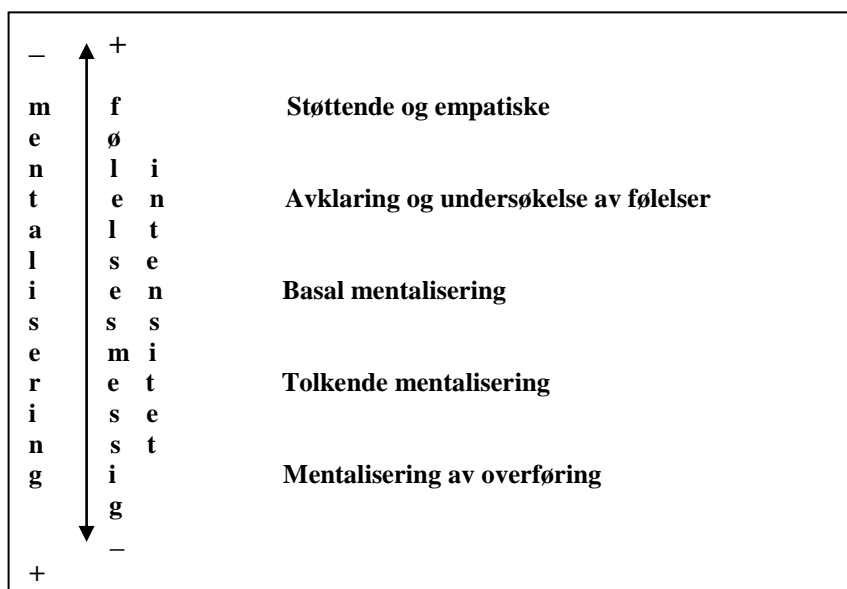 –
+
mentalisering
følelsesmessig
intensitet
Støttende og empatiske
Avklaring og undersøkelse av følelser
Basal mentalisering
Tolkende mentalisering
Mentalisering av overføring
–
+